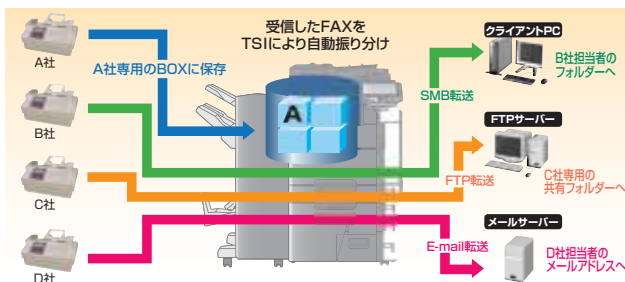 受信したFAXを
TSIにより自動振り分け
A社
A社専用のBOXに保存
A
B社
C社
D社
クライアントPC
B社担当者の
フォルダーへ
SMB転送
FTPサーバー
FTP転送
C社専用の
共有フォルダーへ
メールサーバー
E-mail転送
D社担当者の
メールアドレスへ